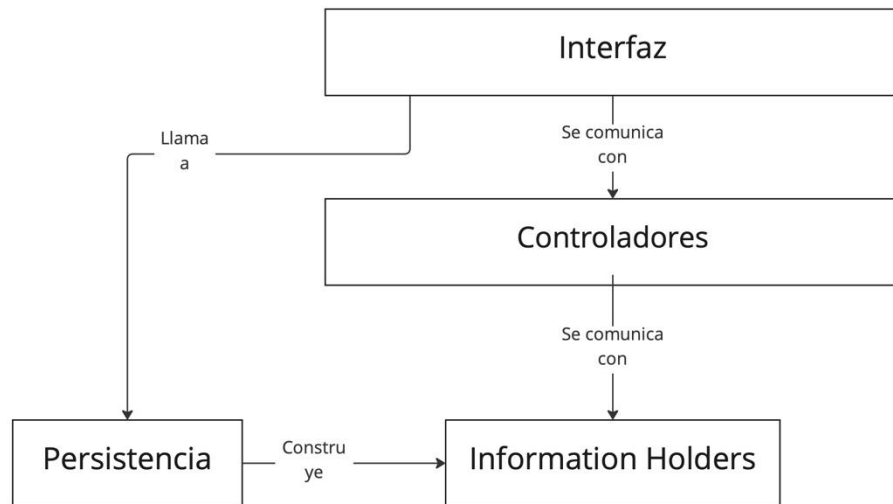 Interfaz
Llama
a
Se comunica
con
Controladores
Se comunica
con
Persistencia
Constru
ye
Information Holders